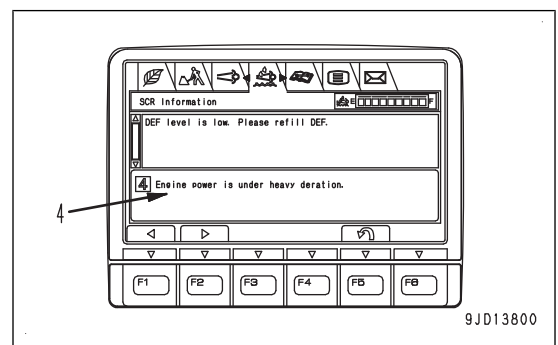 SCR Information
E F
DEF level is low. Please refill DEF.
4 Engine power is under heavy deration.
4
F1 F2 F3 F4 F5 F6
9JD13800